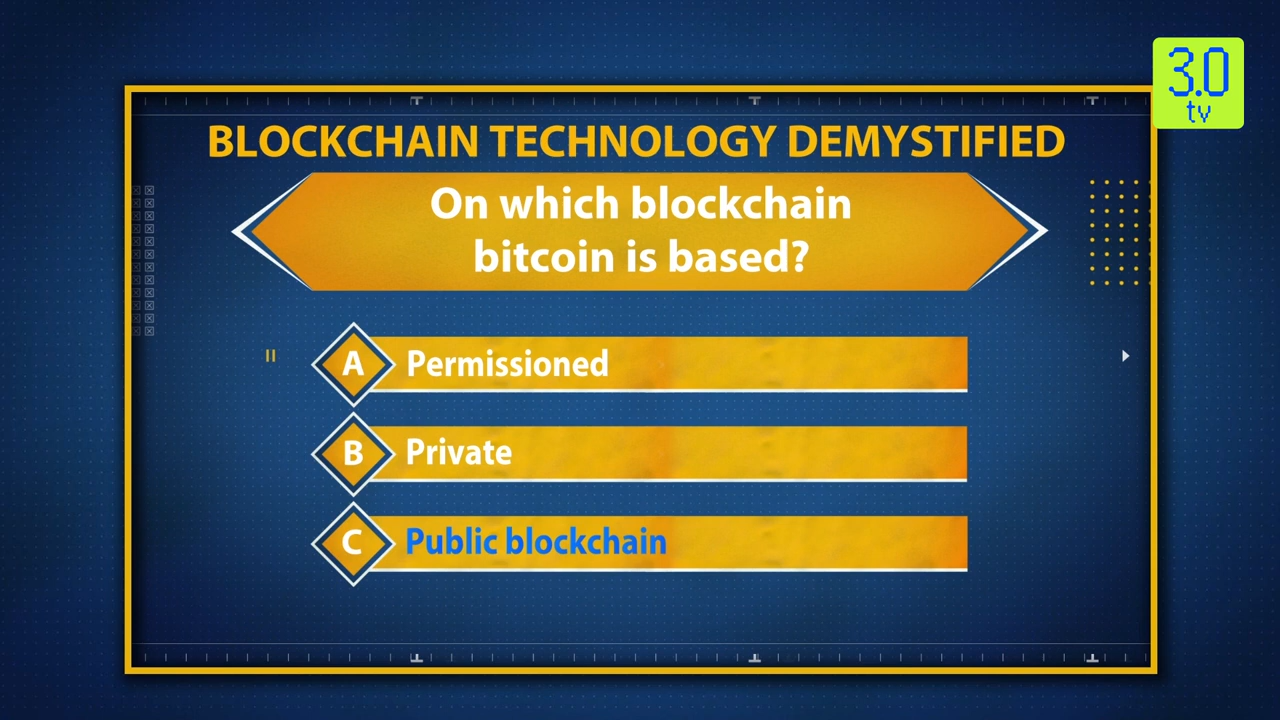 3.0
tv
BLOCKCHAIN TECHNOLOGY DEMYSTIFIED
On which blockchain
bitcoin is based?
A Permissioned
B Private
C Public blockchain